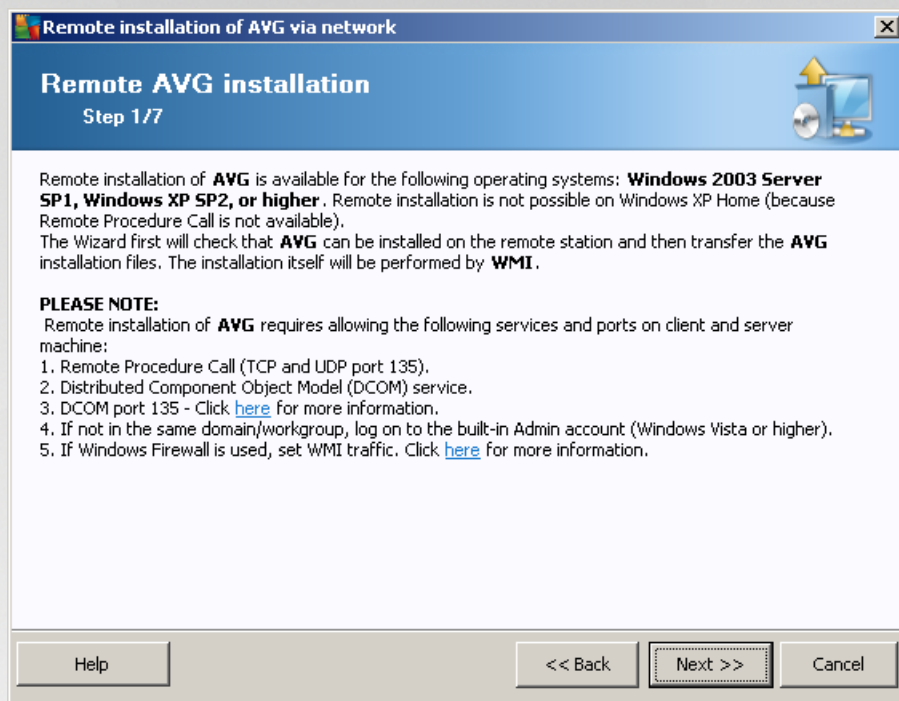 Remote installation of AVG via network
Remote AVG installation
Step 1/7
Remote installation of AVG is available for the following operating systems: Windows 2003 Server
SP1, Windows XP SP2, or higher. Remote installation is not possible on Windows XP Home (because
Remote Procedure Call is not available).
The Wizard first will check that AVG can be installed on the remote station and then transfer the AVG
installation files. The installation itself will be performed by WMI.
PLEASE NOTE:
Remote installation of AVG requires allowing the following services and ports on client and server
machine:
1. Remote Procedure Call (TCP and UDP port 135).
2. Distributed Component Object Model (DCOM) service.
3. DCOM port 135 - Click here for more information.
4. If not in the same domain/workgroup, log on to the built-in Admin account (Windows Vista or higher).
5. If Windows Firewall is used, set WMI traffic. Click here for more information.
Help
<< Back
Next >>
Cancel